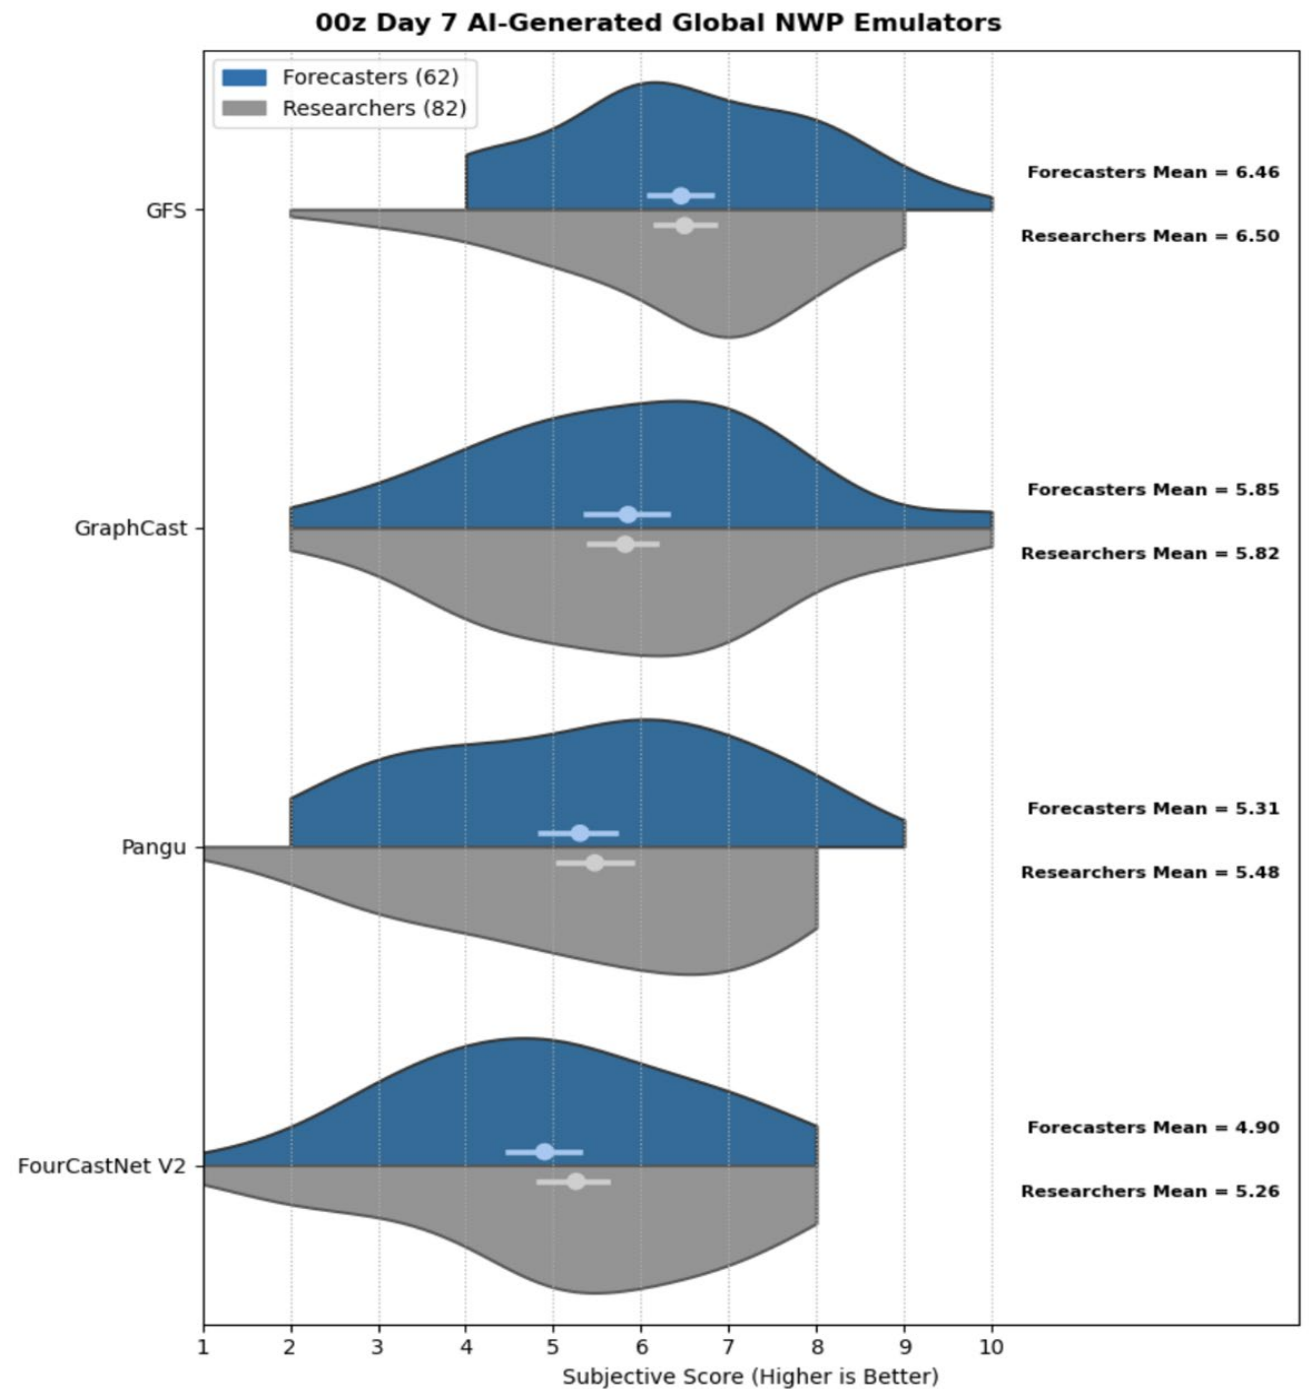 00z Day 7 AI-Generated Global NWP Emulators
Forecasters (62)
Researchers (82)
GFS
Forecasters Mean = 6.46
Researchers Mean = 6.50
GraphCast
Forecasters Mean = 5.85
Researchers Mean = 5.82
Pangu
Forecasters Mean = 5.31
Researchers Mean = 5.48
FourCastNet V2
Forecasters Mean = 4.90
Researchers Mean = 5.26
1 2 3 4 5 6 7 8 9 10
Subjective Score (Higher is Better)